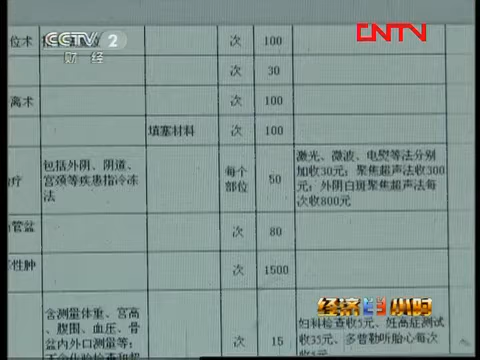 CCTV 2
财经
CNTV
位术
次
100
次
30
离术
次
100
填塞材料
次
100
疗
包括外阴、阴道、
宫颈等疾患指冷冻
法
每个
部位
50
激光、微波、电熨等法分别
加收30元；聚焦超声法收300
元；外阴白斑聚焦超声法每
次收800元
管盆
次
80
性肿
次
1500
含测量体重、宫高
、腹围、血压、骨
盆内外口测量等；
次
15
妇科检查收5元、妊高症测试
收35元、多普勒听胎心每次
经济
小时